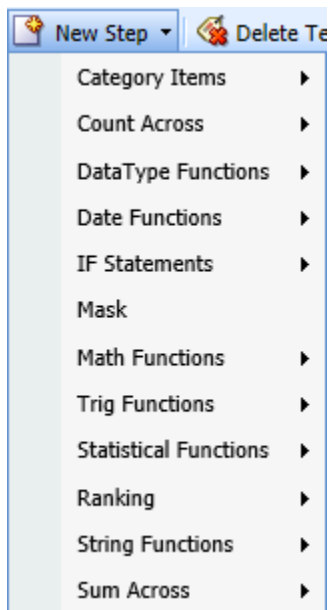 New Step Delete Te
Category Items
Count Across
DataType Functions
Date Functions
IF Statements
Mask
Math Functions
Trig Functions
Statistical Functions
Ranking
String Functions
Sum Across